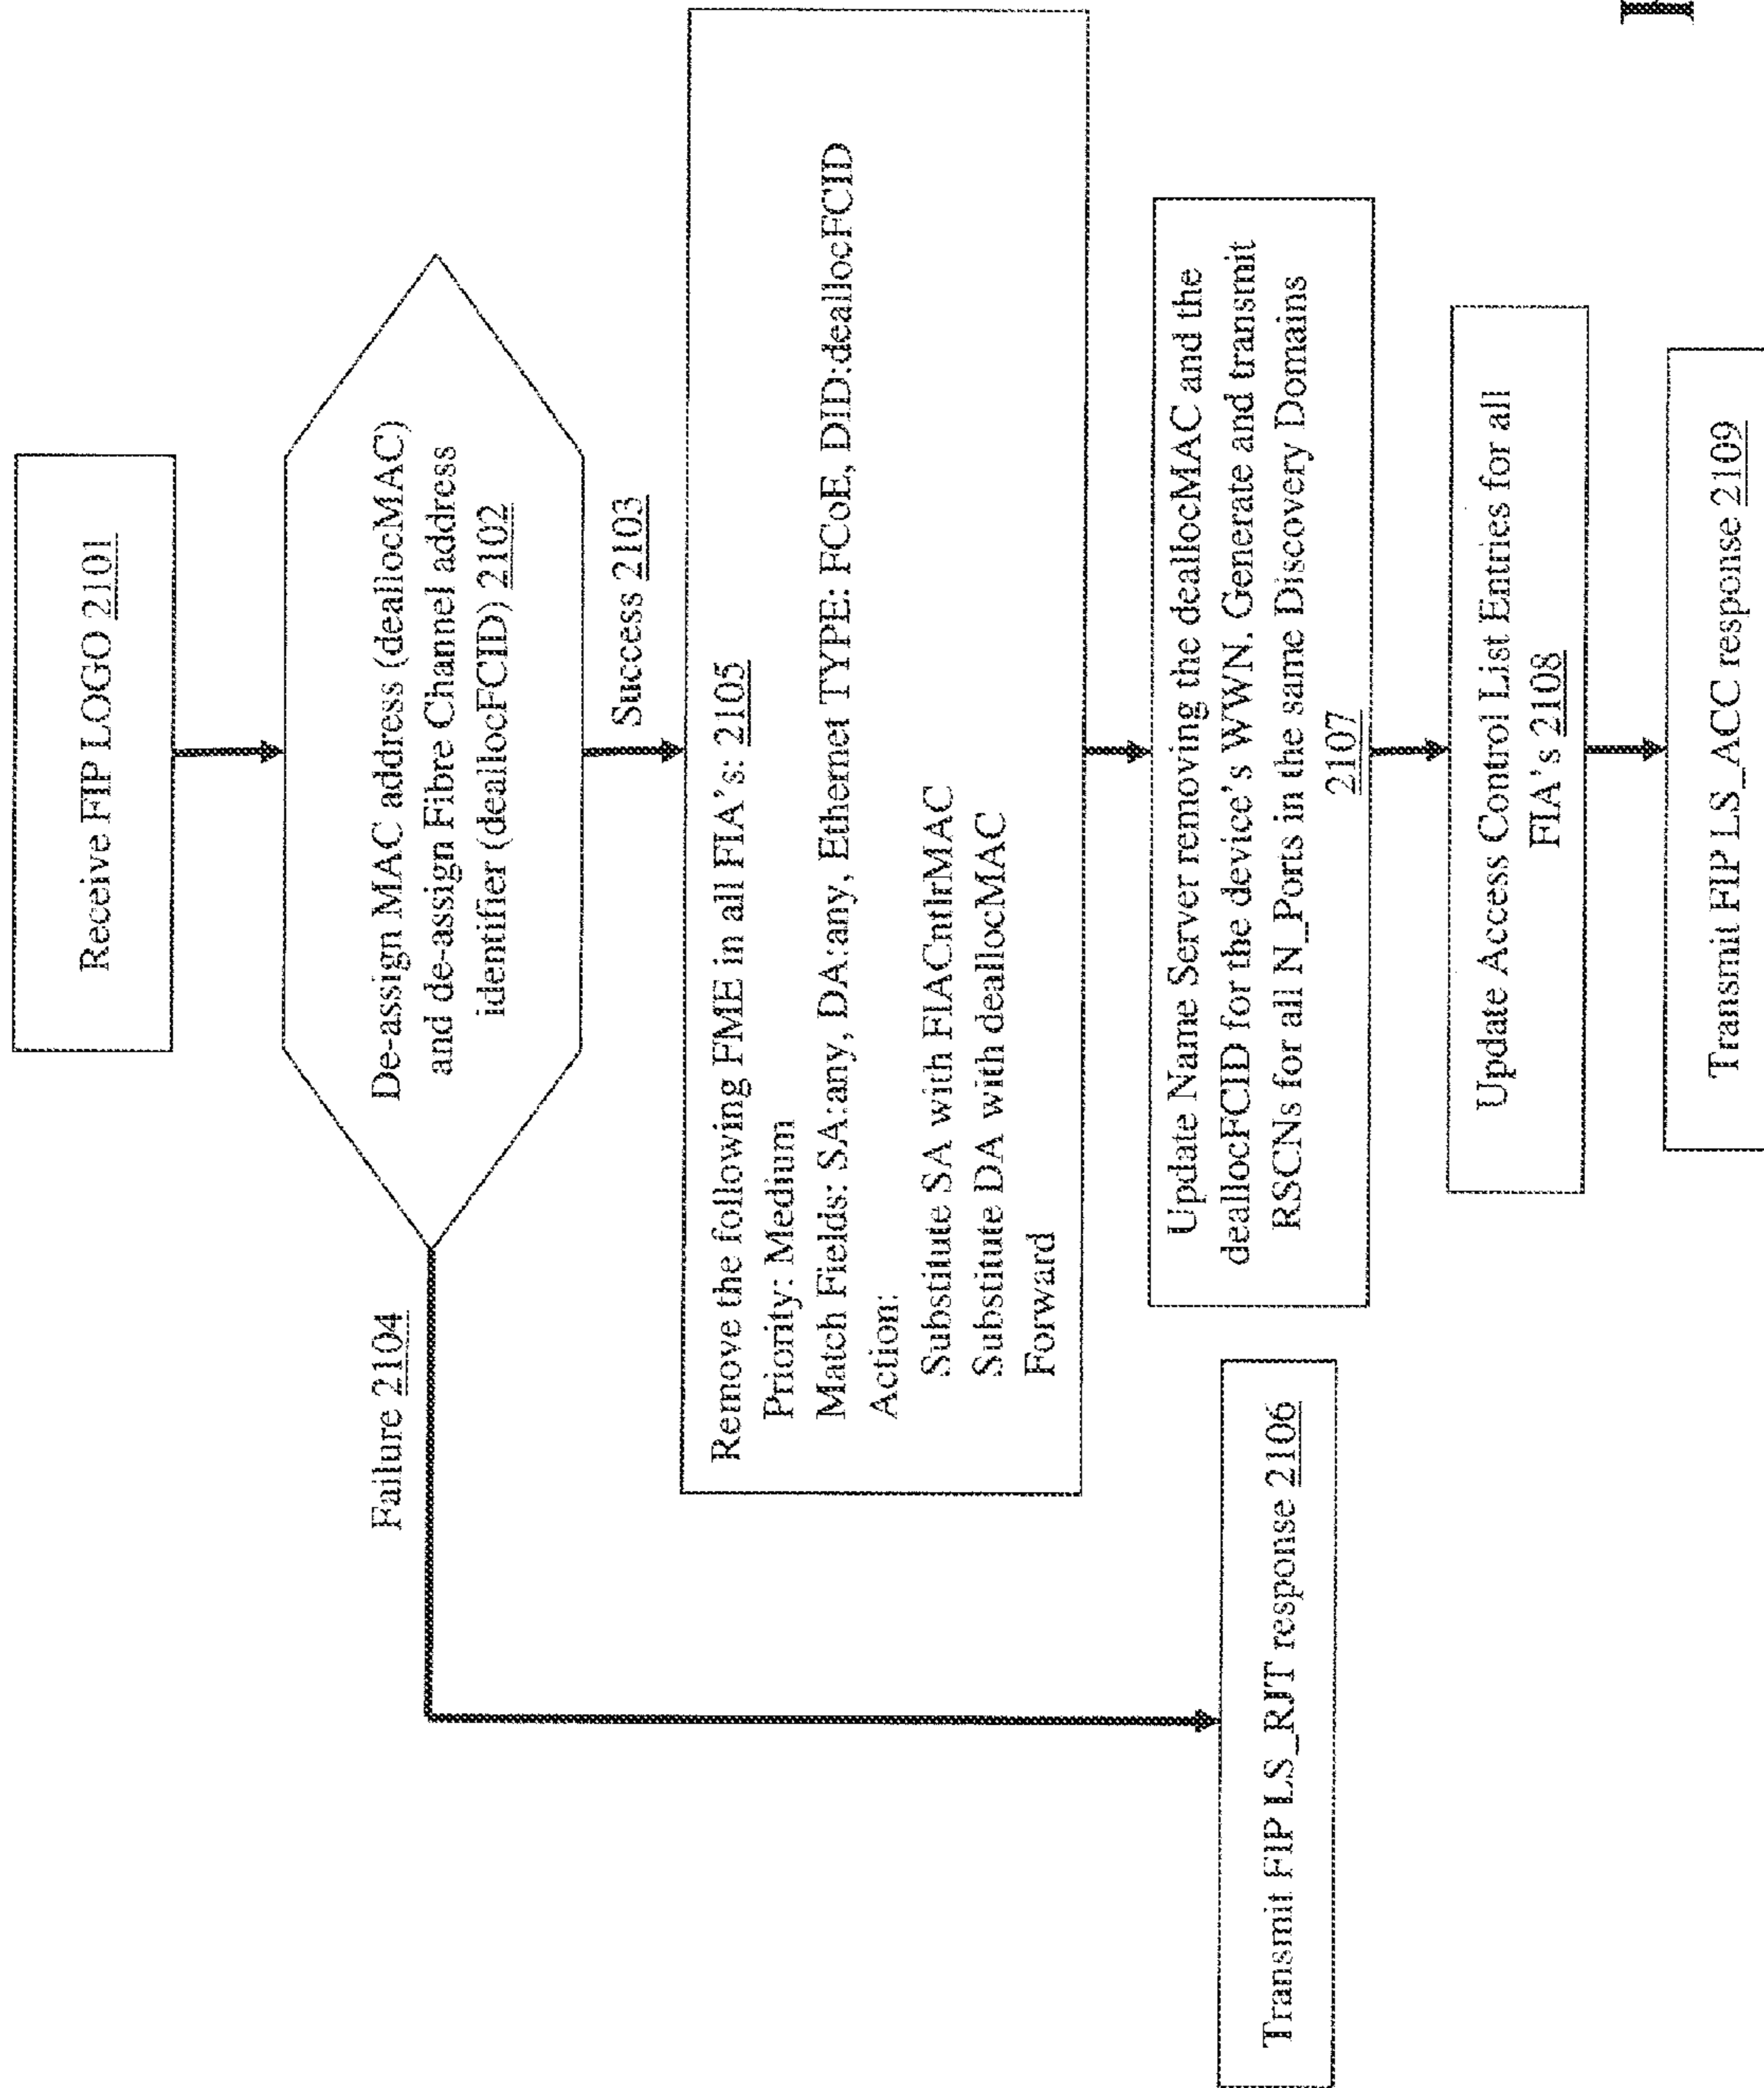 Receive FIP LOGO 2101
De-assign MAC address (deallocMAC)
and de-assign Fibre Channel address
identifier (deallocFCID) 2102
Failure 2104
Success 2103
Remove the following FME in all FIA's: 2105
Priority: Medium
Match Fields: SA:any, DA:any, Ethernet TYPE: FCoE, DID:deallocFCID
Action:
Substitute SA with FIACntlrMAC
Substitute DA with deallocMAC
Forward
Transmit FIP LS_RJT response 2106
Update Name Server removing the deallocMAC and the
deallocFCID for the device's WWN. Generate and transmit
RSCNs for all N_Ports in the same Discovery Domains
2107
Update Access Control List Entries for all
FIA's 2108
Transmit FIP LS_ACC response 2109